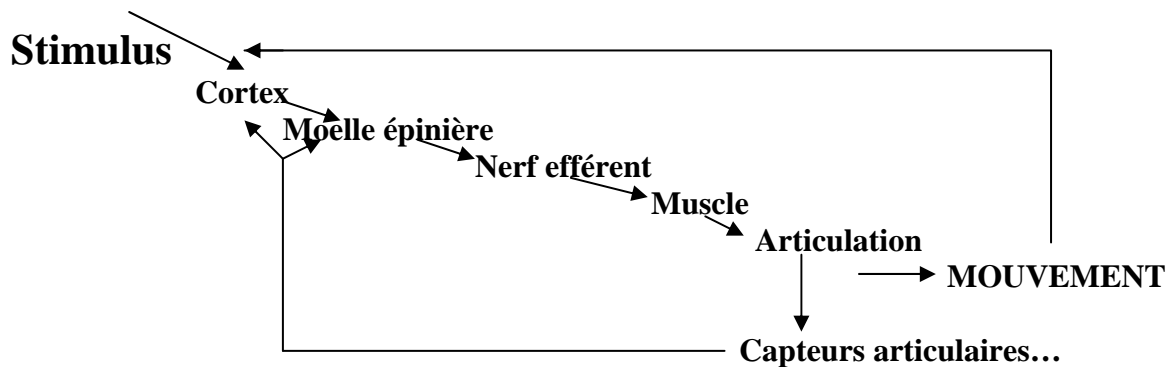 Stimulus
Cortex
Moelle épinière
Nerf efférent
Muscle
Articulation
MOUVEMENT
Capteurs articulaires…